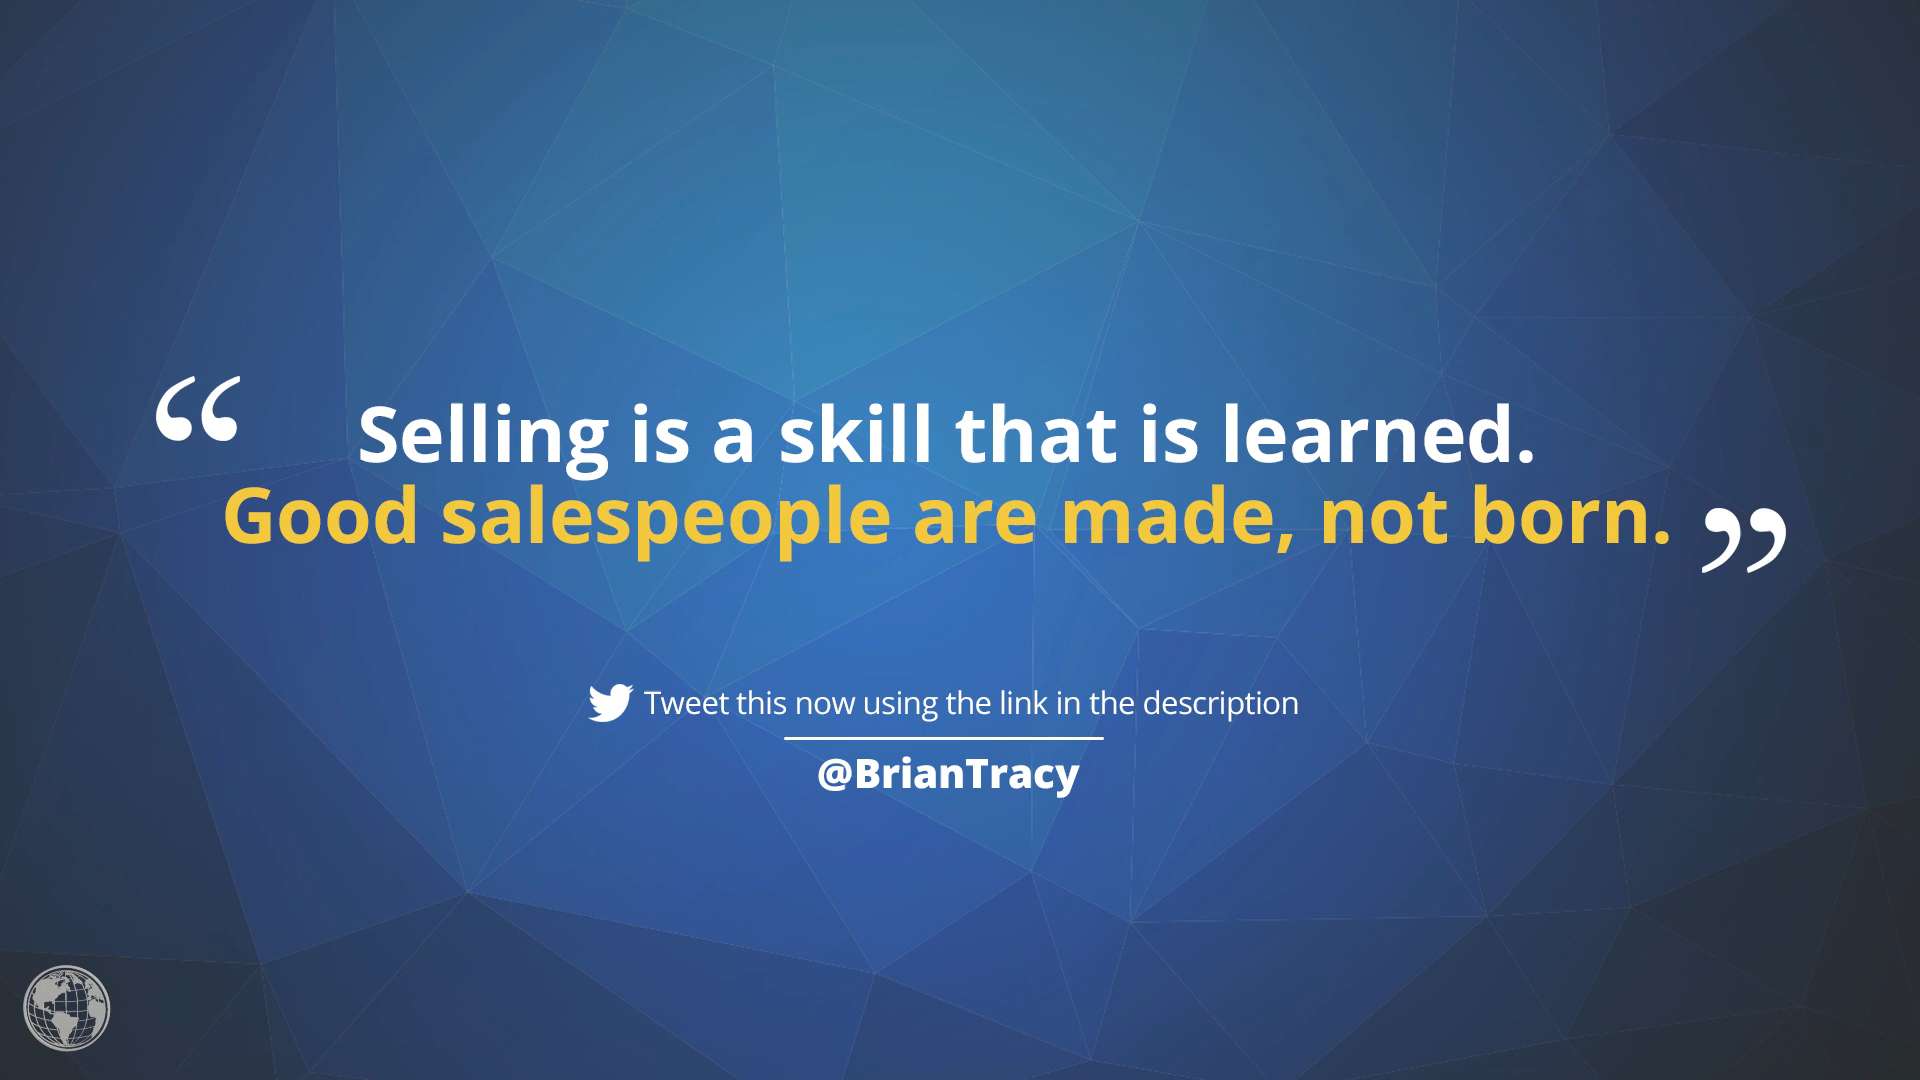 “Selling is a skill that is learned.
Good salespeople are made, not born.”
Tweet this now using the link in the description
@BrianTracy